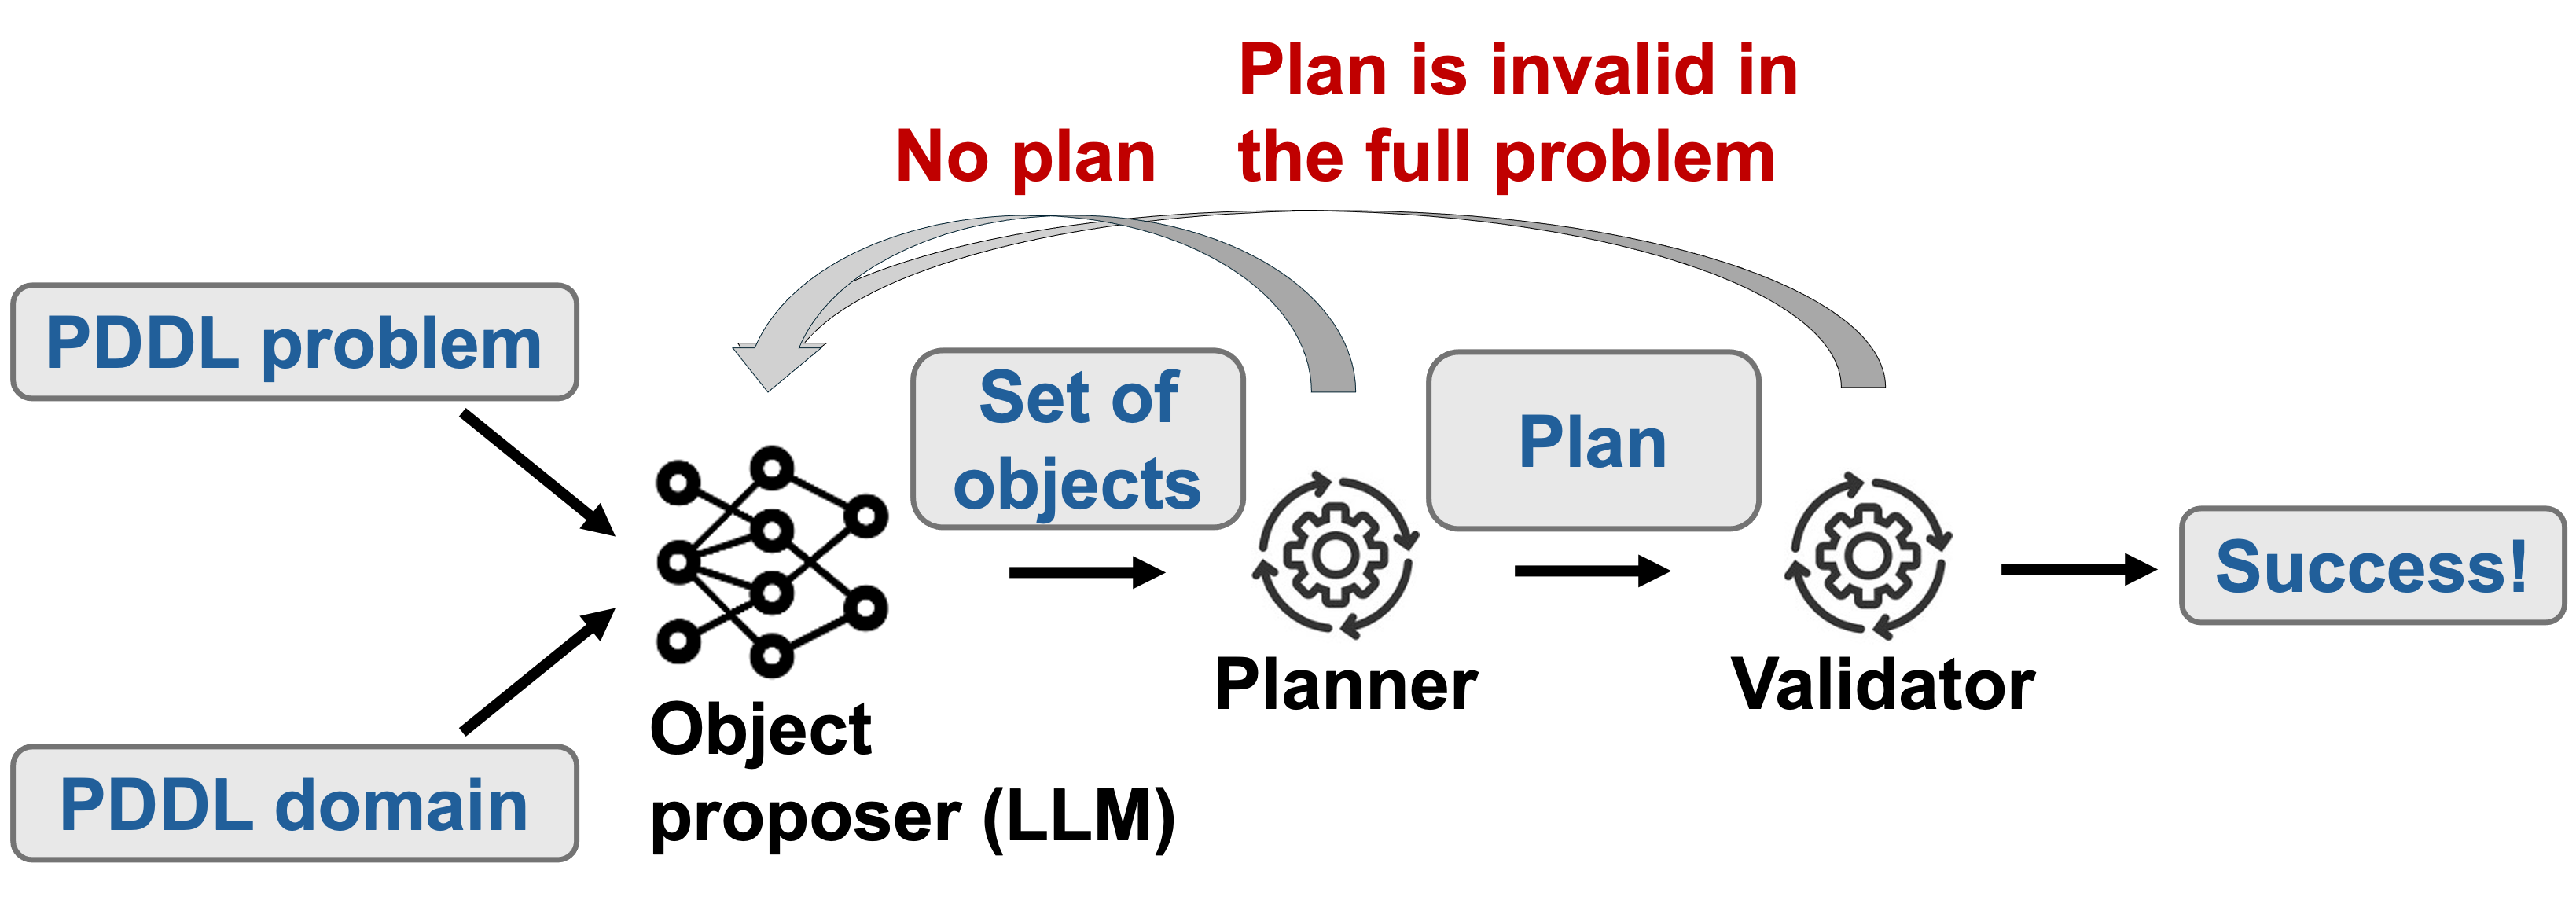 Plan is invalid in
the full problem
No plan
PDDL problem
Set of
objects
Plan
Success!
Planner
Validator
Object
proposer (LLM)
PDDL domain